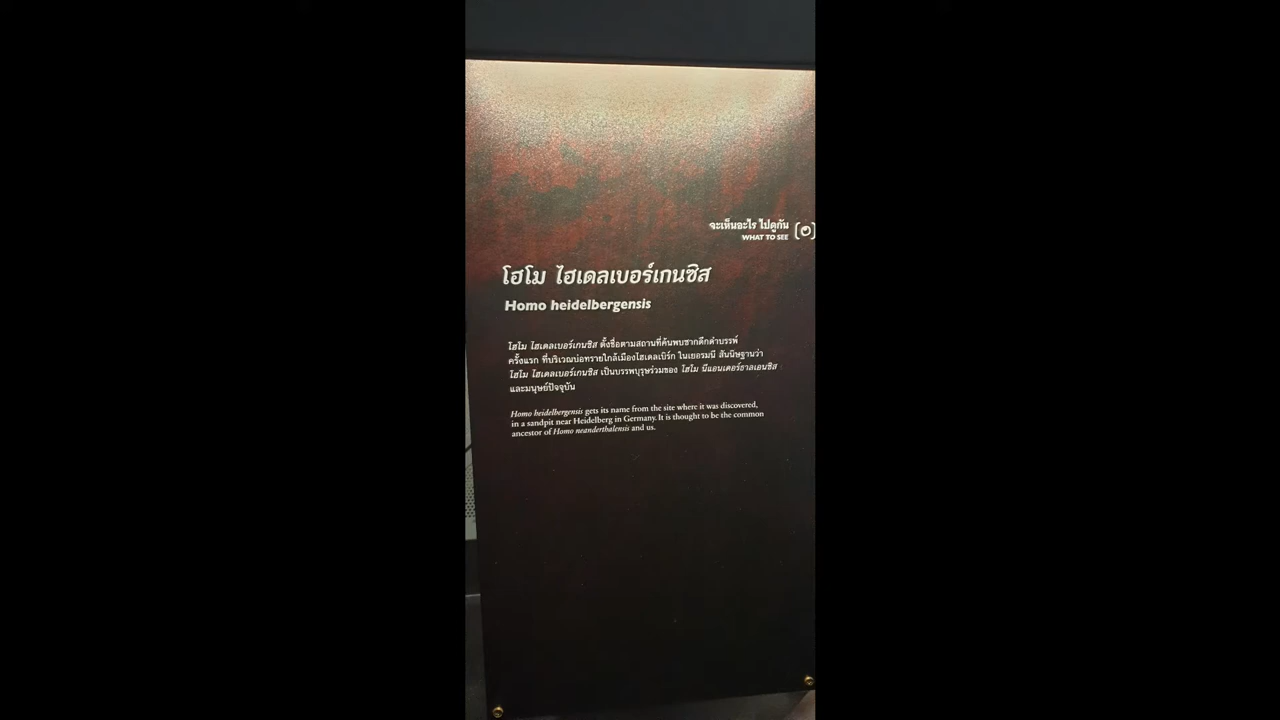 จะเห็นอะไร ไปดูกัน
WHAT TO SEE
โฮโม ไฮเดลเบอร์เกนซิส
Homo heidelbergensis
โฮโม ไฮเดลเบอร์เกนซิส ตั้งชื่อตามสถานที่ค้นพบซากดึกดำบรรพ์
ครั้งแรก ที่บริเวณบ่อทรายใกล้เมืองไฮเดลเบิร์ก ในเยอรมนี สันนิษฐานว่า
โฮโม ไฮเดลเบอร์เกนซิส เป็นบรรพบุรุษร่วมของ โฮโม นีแอนเดอร์ธาลเอนซิส
และมนุษย์ปัจจุบัน
Homo heidelbergensis gets its name from the site where it was discovered,
in a sandpit near Heidelberg in Germany. It is thought to be the common
ancestor of Homo neanderthalensis and us.